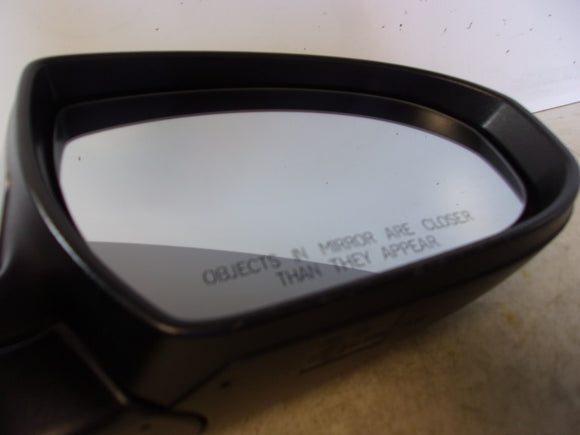 OBJECTS IN MIRROR ARE CLOSER
THAN THEY APPEAR